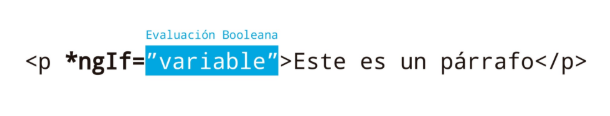 Evaluación Booleana
<p *ngIf=”variable”>Este es un párrafo</p>